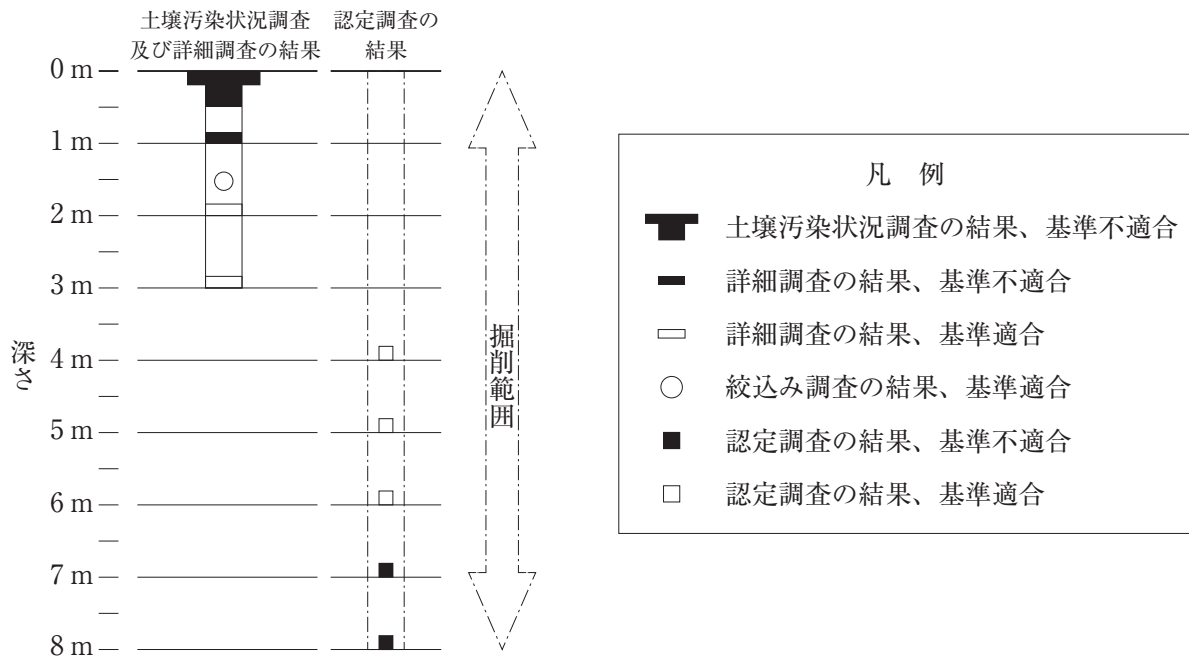 土壌汚染状況調査
及び詳細調査の結果
認定調査の
結果
0 m
1 m
2 m
3 m
4 m
5 m
6 m
7 m
8 m
深さ
掘削範囲
凡 例
土壌汚染状況調査の結果、基準不適合
詳細調査の結果、基準不適合
詳細調査の結果、基準適合
絞込み調査の結果、基準適合
認定調査の結果、基準不適合
認定調査の結果、基準適合